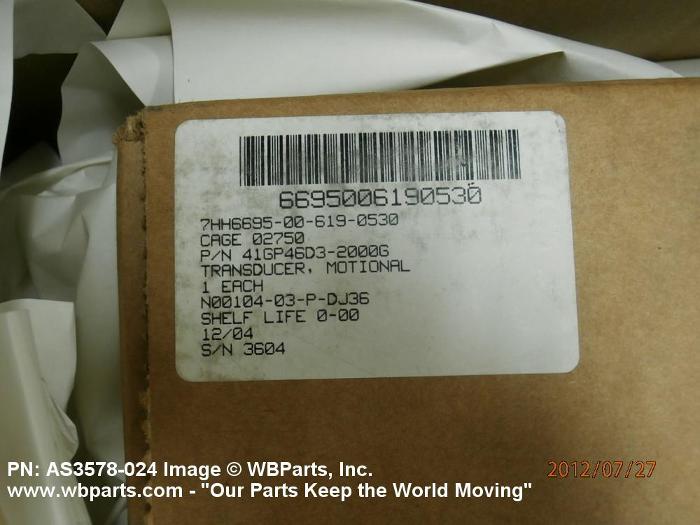 6695006190530
7HH6695-00-619-0530
CAGE 02750
P/N 41GP46D3-2000G
TRANSDUCER, MOTIONAL
1 EACH
N00104-03-P-DJ36
SHELF LIFE 0-00
12/04
S/N 3604
PN: AS3578-024 Image © WBParts, Inc.
2012/07/27
www.wbparts.com - "Our Parts Keep the World Moving"